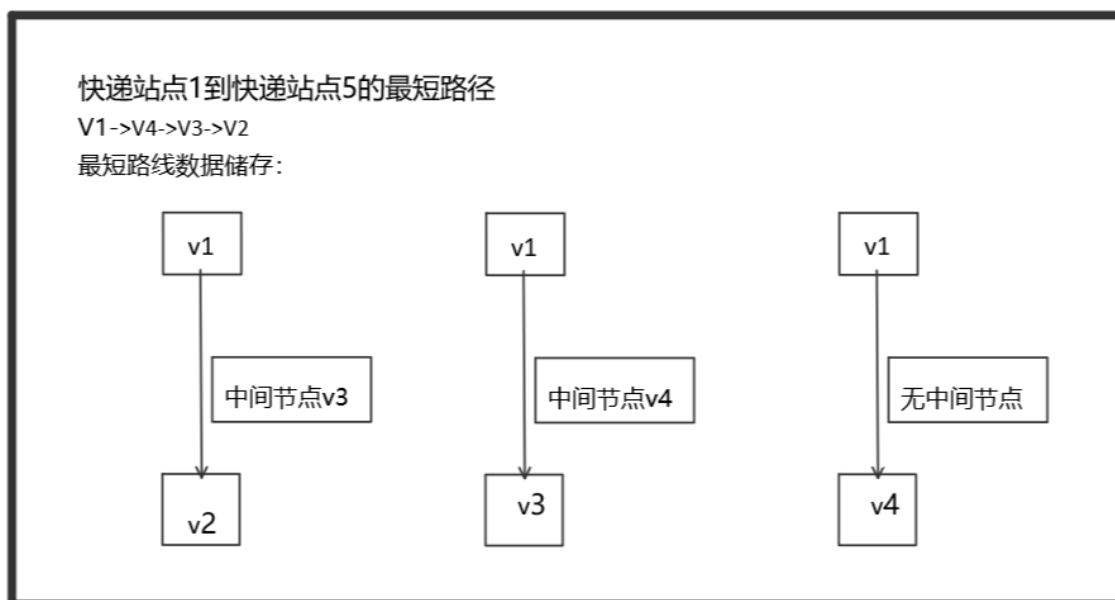 快递站点1到快递站点5的最短路径
V1->V4->V3->V2
最短路线数据储存：
v1
v1
v1
中间节点v3
中间节点v4
无中间节点
v2
v3
v4